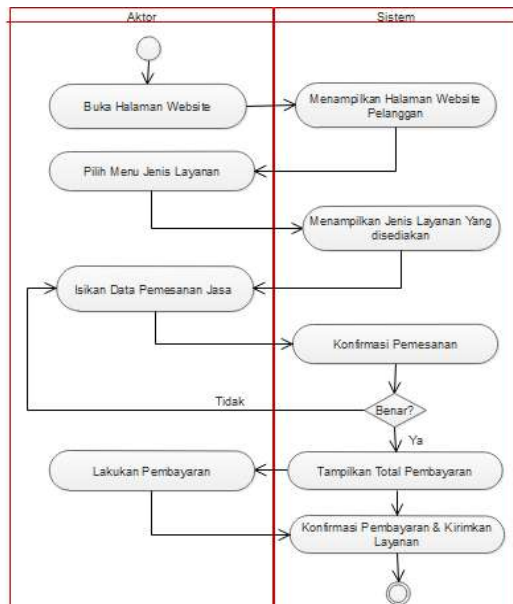 Aktor
Sistem
Buka Halaman Website
Menampilkan Halaman Website
Pelanggan
Pilih Menu Jenis Layanan
Menampilkan Jenis Layanan Yang
disediakan
Isikan Data Pemesanan Jasa
Konfirmasi Pemesanan
Tidak
Benar?
Ya
Lakukan Pembayaran
Tampilkan Total Pembayaran
Konfirmasi Pembayaran & Kirimkan
Layanan